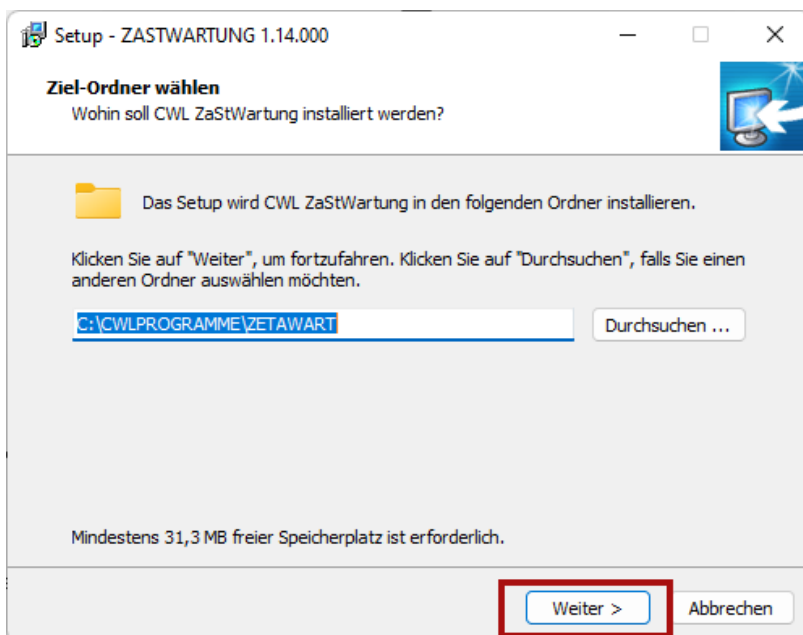 Setup - ZASTWARTUNG 1.14.000
Ziel-Ordner wählen
Wohin soll CWL ZaStWartung installiert werden?
Das Setup wird CWL ZaStWartung in den folgenden Ordner installieren.
Klicken Sie auf "Weiter", um fortzufahren. Klicken Sie auf "Durchsuchen", falls Sie einen
anderen Ordner auswählen möchten.
C:\CWLPROGRAMME\ZETAWART
Durchsuchen ...
Mindestens 31,3 MB freier Speicherplatz ist erforderlich.
Weiter >
Abbrechen